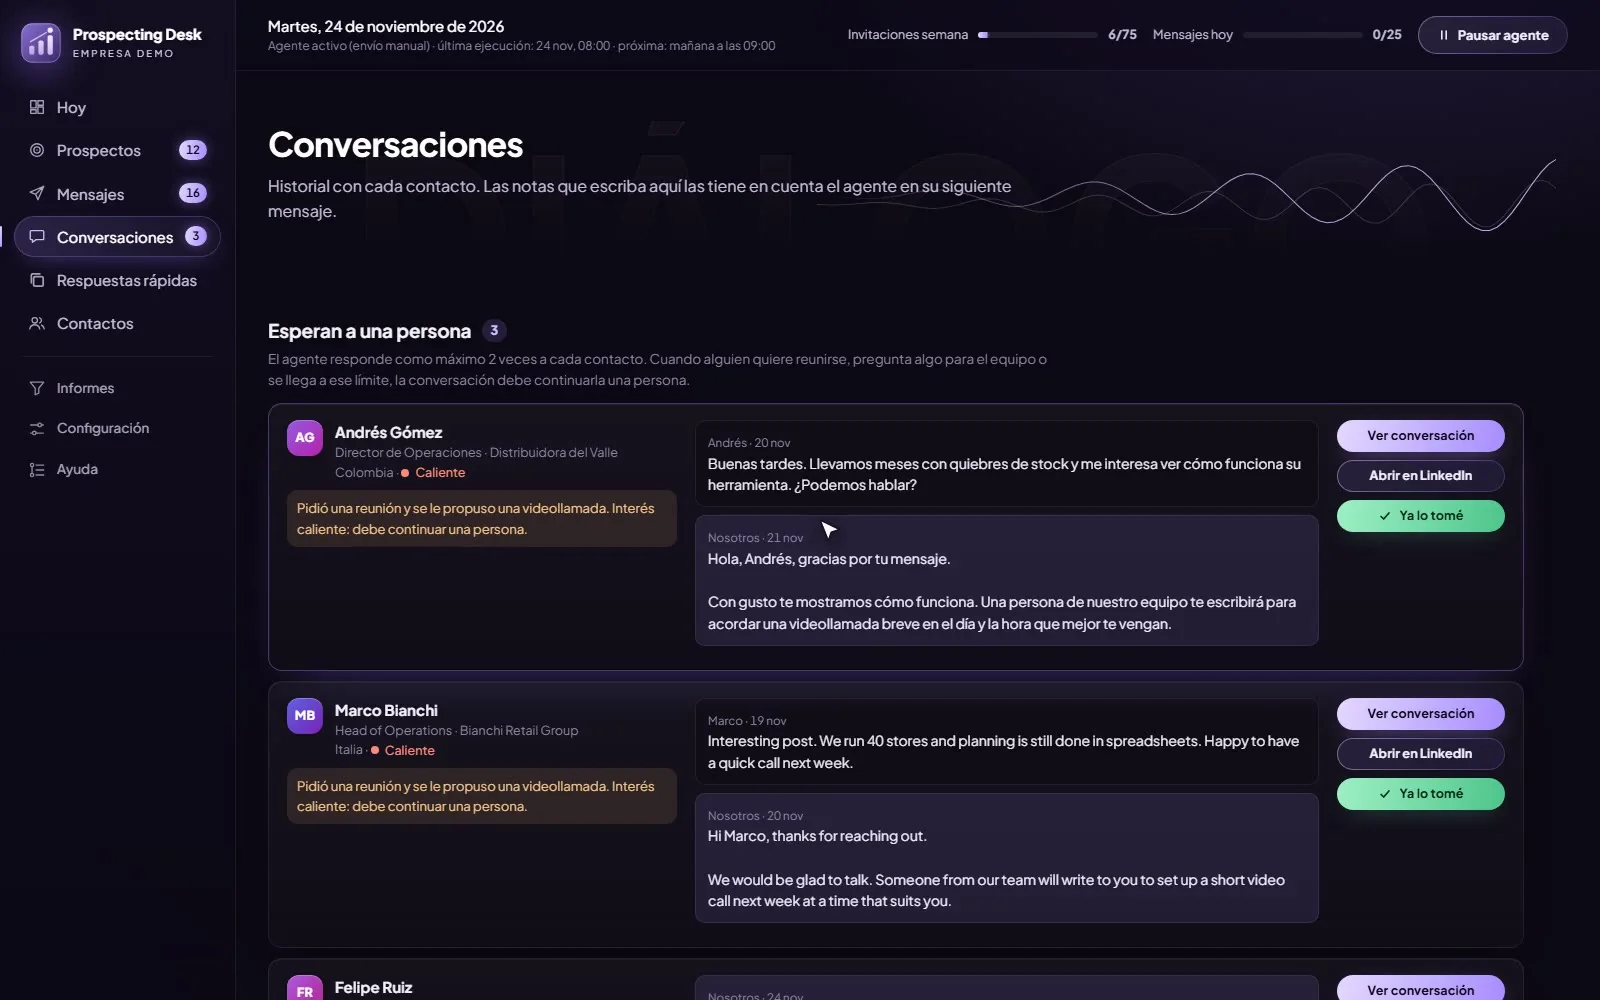 Prospecting Desk
EMPRESA DEMO
Hoy
Prospectos 12
Mensajes 16
Conversaciones 3
Respuestas rápidas
Contactos
Informes
Configuración
Ayuda
Martes, 24 de noviembre de 2026
Agente activo (envío manual) · última ejecución: 24 nov, 08:00 · próxima: mañana a las 09:00
Invitaciones semana 6/75 Mensajes hoy 0/25
Pausar agente
Conversaciones
Historial con cada contacto. Las notas que escriba aquí las tiene en cuenta el agente en su siguiente
mensaje.
Esperan a una persona 3
El agente responde como máximo 2 veces a cada contacto. Cuando alguien quiere reunirse, pregunta algo para el equipo o
se llega a ese límite, la conversación debe continuarla una persona.
AG
Andrés Gómez
Director de Operaciones · Distribuidora del Valle
Colombia · Caliente
Pidió una reunión y se le propuso una videollamada. Interés
caliente: debe continuar una persona.
Andrés · 20 nov
Buenas tardes. Llevamos meses con quiebres de stock y me interesa ver cómo funciona su
herramienta. ¿Podemos hablar?
Nosotros · 21 nov
Hola, Andrés, gracias por tu mensaje.
Con gusto te mostramos cómo funciona. Una persona de nuestro equipo te escribirá para
acordar una videollamada breve en el día y la hora que mejor te vengan.
Ver conversación
Abrir en LinkedIn
Ya lo tomé
MB
Marco Bianchi
Head of Operations · Bianchi Retail Group
Italia · Caliente
Pidió una reunión y se le propuso una videollamada. Interés
caliente: debe continuar una persona.
Marco · 19 nov
Interesting post. We run 40 stores and planning is still done in spreadsheets. Happy to have
a quick call next week.
Nosotros · 20 nov
Hi Marco, thanks for reaching out.
We would be glad to talk. Someone from our team will write to you to set up a short video
call next week at a time that suits you.
Ver conversación
Abrir en LinkedIn
Ya lo tomé
FR
Felipe Ruiz
Nosotros · 24 nov
Ver conversación